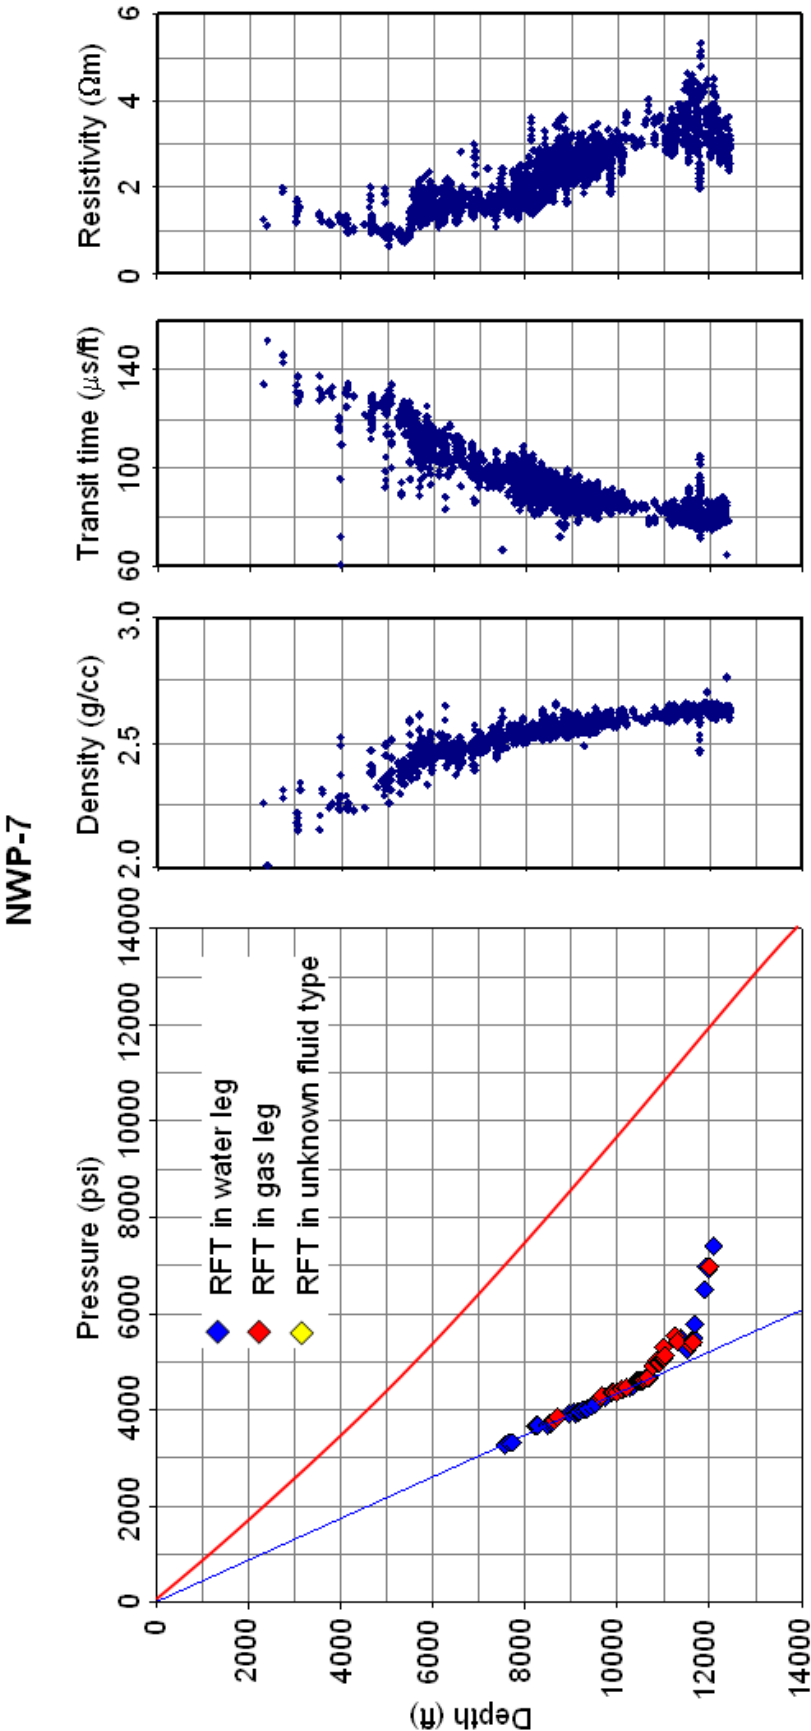 NWP-7
Pressure (psi)
0 2000 4000 6000 8000 10000 12000 14000
Density (g/cc)
2.0 2.5 3.0
Transit time (μs/ft)
60 100 140
Resistivity (Ωm)
0 2 4 6
RFT in water leg
RFT in gas leg
RFT in unknown fluid type
Depth (ft)
0
2000
4000
6000
8000
10000
12000
14000